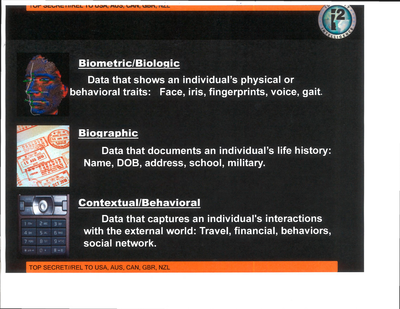 TOP SECRET//REL TO USA, AUS, CAN, GBR, NZL
i2
INTELLIGENCE
Biometric/Biologic
Data that shows an individual's physical or
behavioral traits: Face, iris, fingerprints, voice, gait.
Biographic
Data that documents an individual's life history:
Name, DOB, address, school, military.
Contextual/Behavioral
Data that captures an individual's interactions
with the external world: Travel, financial, behaviors,
social network.
TOP SECRET//REL TO USA, AUS, CAN, GBR, NZL